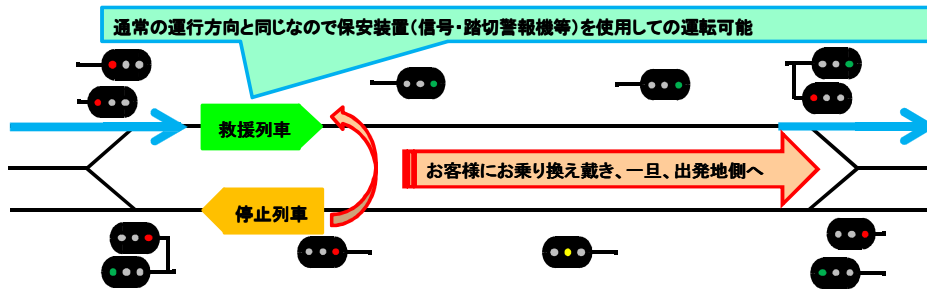 通常の運行方向と同じなので保安装置(信号・踏切警報機等)を使用しての運転可能
救援列車
お客様にお乗り換え戴き、一旦、出発地側へ
停止列車